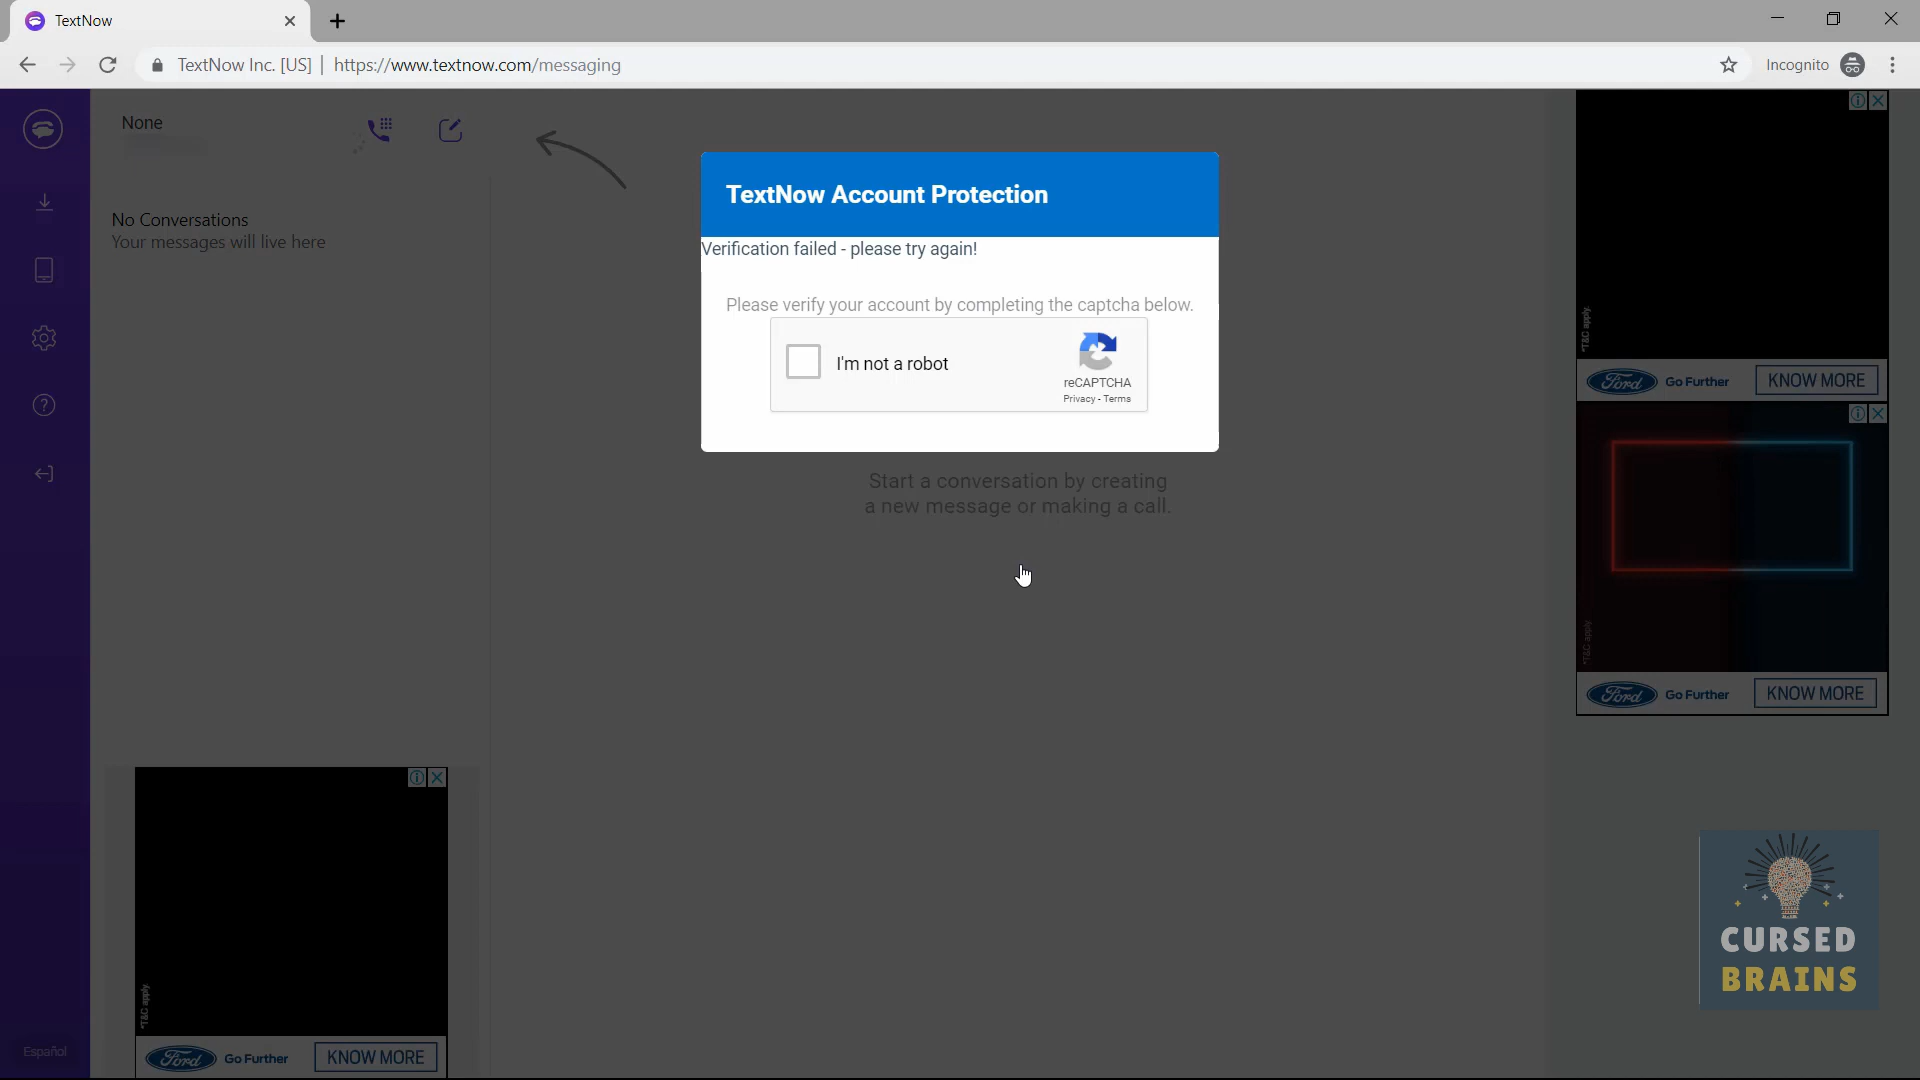 TextNow
TextNow Inc. [US] | https://www.textnow.com/messaging
Incognito
None
No Conversations
Your messages will live here
TextNow Account Protection
Verification failed - please try again!
Please verify your account by completing the captcha below.
I'm not a robot
reCAPTCHA
Privacy - Terms
Start a conversation by creating
a new message or making a call.
*T&C apply.
Ford Go Further KNOW MORE
*T&C apply.
Ford Go Further KNOW MORE
*T&C apply.
Ford Go Further KNOW MORE
CURSED
BRAINS
Español